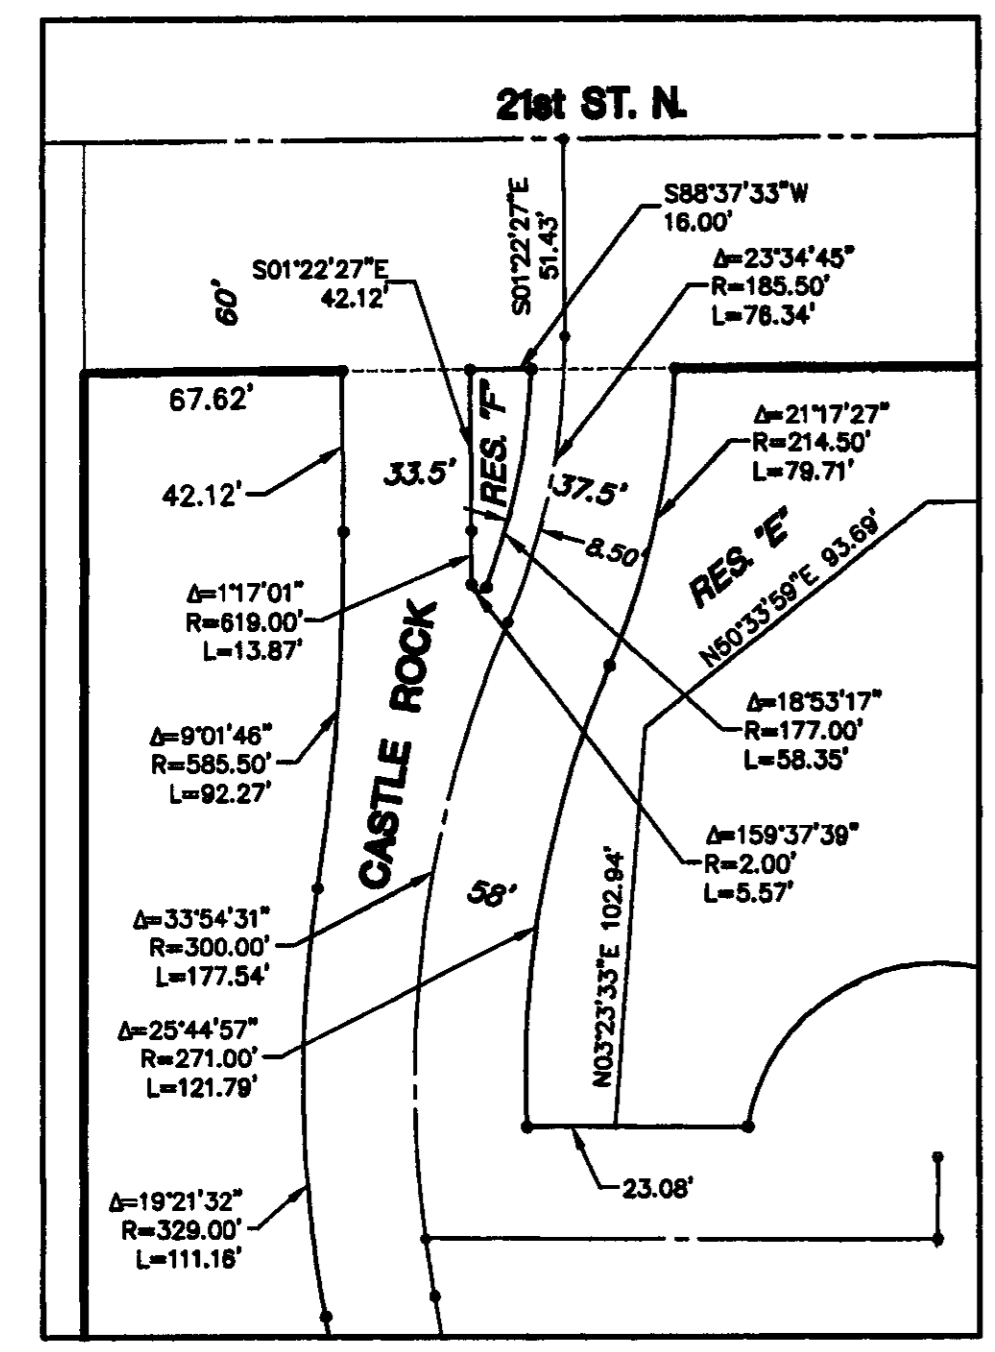 21st ST. N.
S01°22'27"E
51.43'
S88°37'33"W
16.00'
Δ=23°34'45"
R=185.50'
L=76.34'
S01°22'27"E
42.12'
60'
67.62'
RES. "F"
33.5'
37.5'
Δ=21°17'27"
R=214.50'
L=79.71'
42.12'
8.50'
RES. "E"
N50°33'59"E 93.69'
Δ=1°17'01"
R=619.00'
L=13.87'
CASTLE ROCK
Δ=18°53'17"
R=177.00'
L=58.35'
Δ=9°01'46"
R=585.50'
L=92.27'
Δ=159°37'39"
R=2.00'
L=5.57'
58'
N03°23'33"E 102.94'
Δ=33°54'31"
R=300.00'
L=177.54'
Δ=25°44'57"
R=271.00'
L=121.79'
23.08'
Δ=19°21'32"
R=329.00'
L=111.16'